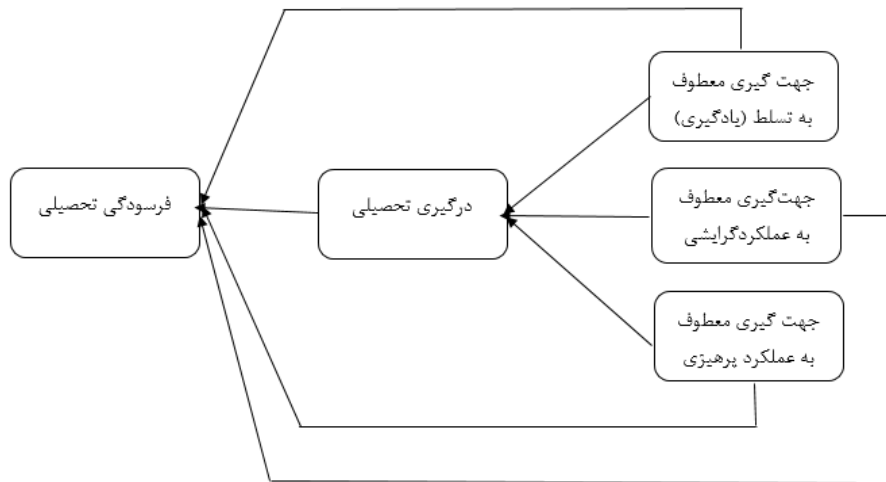 جهت گیری معطوف
به تسلط (یادگیری)
جهت‌گیری معطوف
به عملکردگرایشی
جهت گیری معطوف
به عملکرد پرهیزی
درگیری تحصیلی
فرسودگی تحصیلی